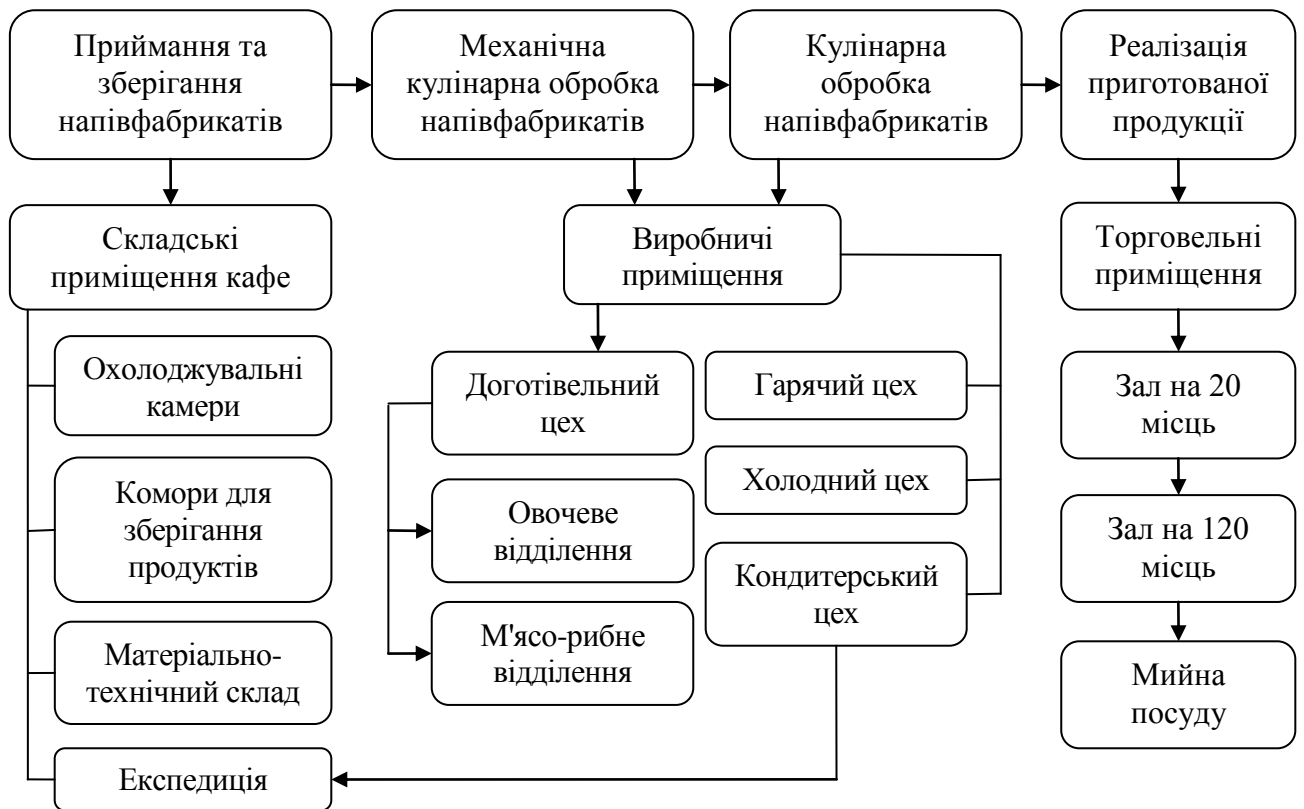 Приймання та
зберігання
напівфабрикатів
Механічна
кулінарна обробка
напівфабрикатів
Кулінарна
обробка
напівфабрикатів
Реалізація
приготованої
продукції
Складські
приміщення кафе
Виробничі
приміщення
Торговельні
приміщення
Охолоджувальні
камери
Доготівельний
цех
Гарячий цех
Зал на 20
місць
Комори для
зберігання
продуктів
Овочеве
відділення
Холодний цех
Зал на 120
місць
Кондитерський
цех
Матеріально-
технічний склад
М'ясо-рибне
відділення
Мийна
посуду
Експедиція